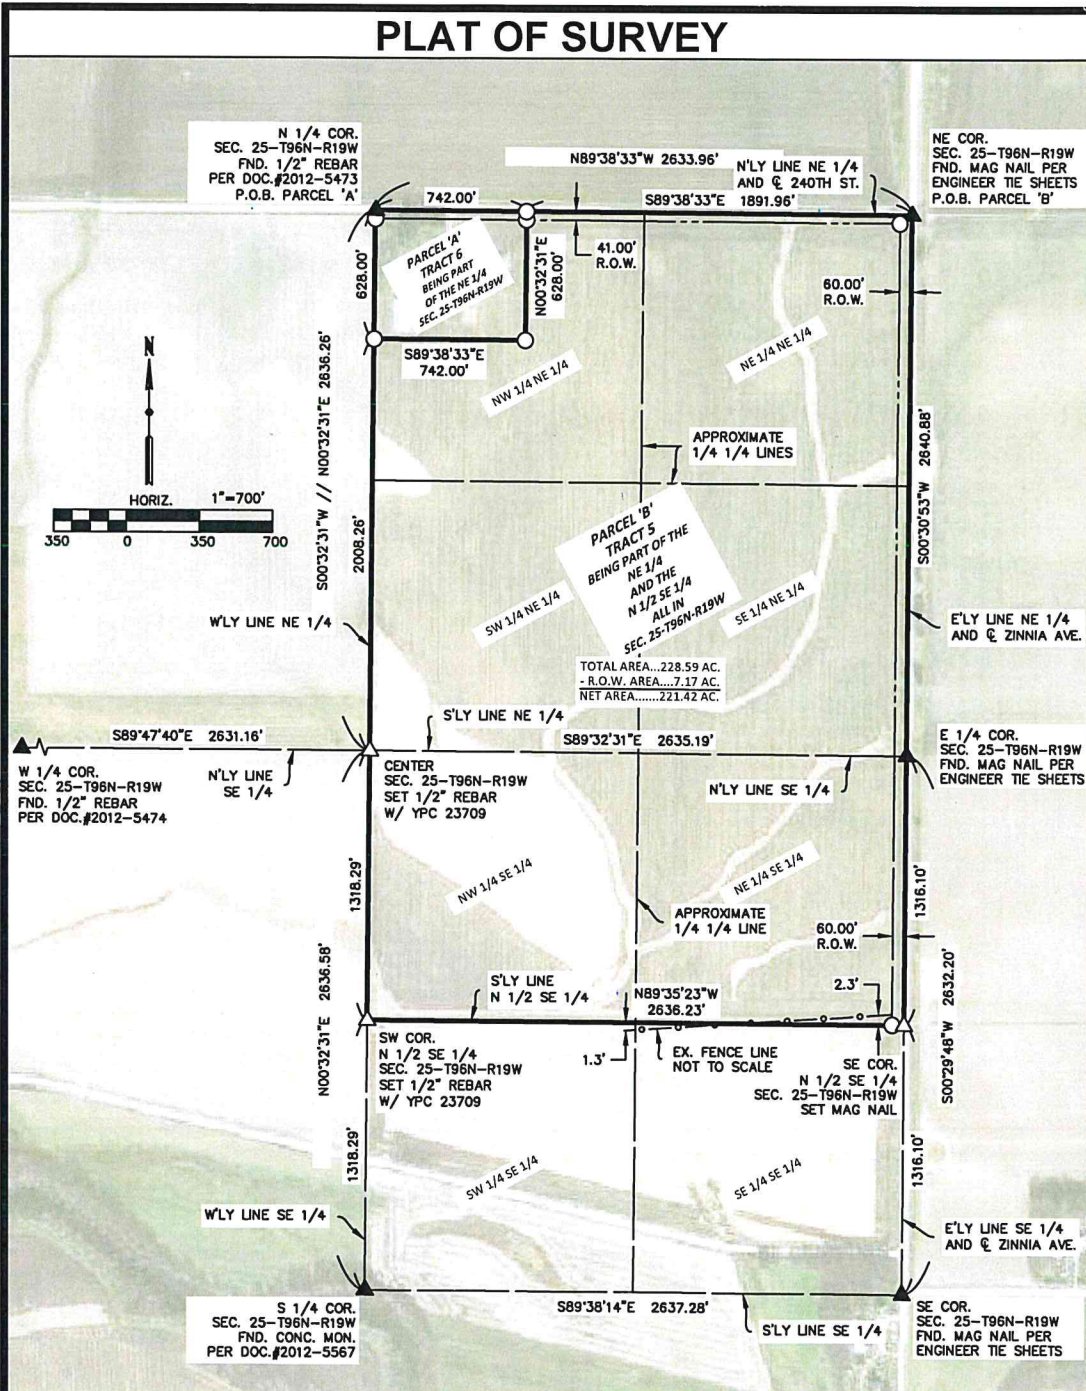 PLAT OF SURVEY
N 1/4 COR.
SEC. 25-T96N-R19W
FND. 1/2" REBAR
PER DOC.#2012-5473
P.O.B. PARCEL 'A'
N89°38'33"W 2633.96'
N'LY LINE NE 1/4
AND ℄ 240TH ST.
S89°38'33"E 1891.96'
NE COR.
SEC. 25-T96N-R19W
FND. MAG NAIL PER
ENGINEER TIE SHEETS
P.O.B. PARCEL 'B'
742.00'
628.00'
PARCEL 'A'
TRACT 6
BEING PART
OF THE NE 1/4
SEC. 25-T96N-R19W
N00°32'31"E
628.00'
41.00'
R.O.W.
60.00'
R.O.W.
S89°38'33"E
742.00'
NW 1/4 NE 1/4
NE 1/4 NE 1/4
N
HORIZ. 1"=700'
350 0 350 700
S00°32'31"W // N00°32'31"E 2636.26'
2008.26'
APPROXIMATE
1/4 1/4 LINES
S00°30'53"W 2640.88'
PARCEL 'B'
TRACT 5
BEING PART OF THE
NE 1/4
AND THE
N 1/2 SE 1/4
ALL IN
SEC. 25-T96N-R19W
SW 1/4 NE 1/4
SE 1/4 NE 1/4
W'LY LINE NE 1/4
E'LY LINE NE 1/4
AND ℄ ZINNIA AVE.
TOTAL AREA...228.59 AC.
- R.O.W. AREA....7.17 AC.
NET AREA.......221.42 AC.
S'LY LINE NE 1/4
S89°47'40"E 2631.16'
S89°32'31"E 2635.19'
W 1/4 COR.
SEC. 25-T96N-R19W
FND. 1/2" REBAR
PER DOC.#2012-5474
N'LY LINE
SE 1/4
CENTER
SEC. 25-T96N-R19W
SET 1/2" REBAR
W/ YPC 23709
N'LY LINE SE 1/4
E 1/4 COR.
SEC. 25-T96N-R19W
FND. MAG NAIL PER
ENGINEER TIE SHEETS
1318.29'
NW 1/4 SE 1/4
NE 1/4 SE 1/4
1316.10'
APPROXIMATE
1/4 1/4 LINE
60.00'
R.O.W.
N00°32'31"E 2636.58'
S'LY LINE
N 1/2 SE 1/4
N89°35'23"W
2636.23'
2.3'
S00°29'48"W 2632.20'
SW COR.
N 1/2 SE 1/4
SEC. 25-T96N-R19W
SET 1/2" REBAR
W/ YPC 23709
1.3'
EX. FENCE LINE
NOT TO SCALE
SE COR.
N 1/2 SE 1/4
SEC. 25-T96N-R19W
SET MAG NAIL
1318.29'
SW 1/4 SE 1/4
SE 1/4 SE 1/4
1316.10'
W'LY LINE SE 1/4
E'LY LINE SE 1/4
AND ℄ ZINNIA AVE.
S 1/4 COR.
SEC. 25-T96N-R19W
FND. CONC. MON.
PER DOC.#2012-5567
S89°38'14"E 2637.28'
S'LY LINE SE 1/4
SE COR.
SEC. 25-T96N-R19W
FND. MAG NAIL PER
ENGINEER TIE SHEETS